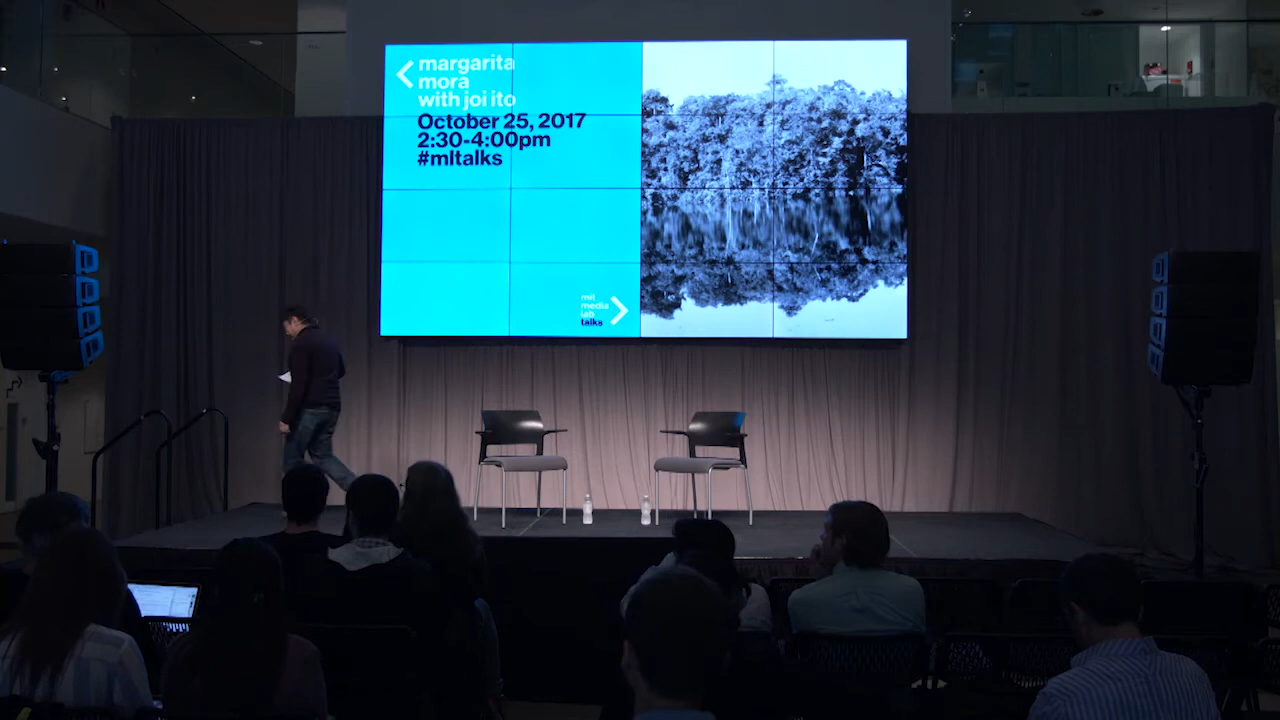 margarita
mora
with joi ito
October 25, 2017
2:30-4:00pm
#mltalks
mit
media
lab
talks